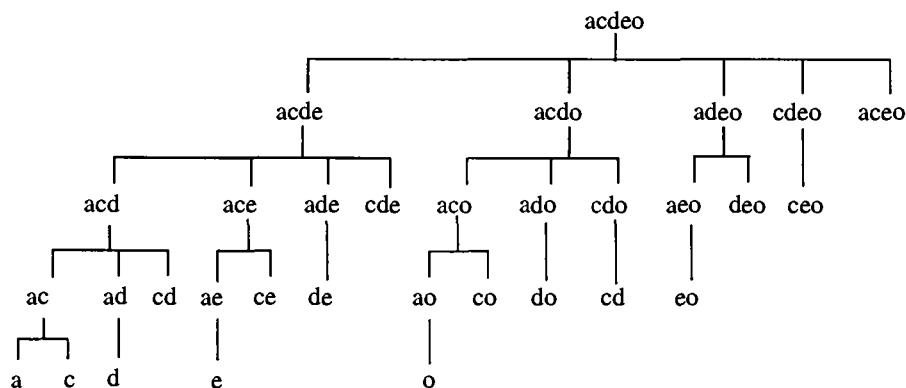 acdeo
acde acdo adeo cdeo aceo
acd ace ade cde aco ado cdo aeo deo ceo
ac ad cd ae ce de ao co do cd eo
a c d e o